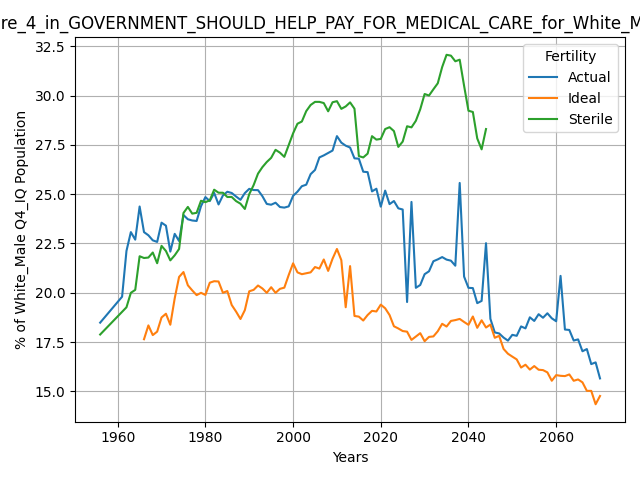 re_4_in_GOVERNMENT_SHOULD_HELP_PAY_FOR_MEDICAL_CARE_for_White_M
32.5
30.0
27.5
25.0
22.5
20.0
17.5
15.0
% of White_Male Q4_IQ Population
Fertility
Actual
Ideal
Sterile
1960
1980
2000
2020
2040
2060
Years